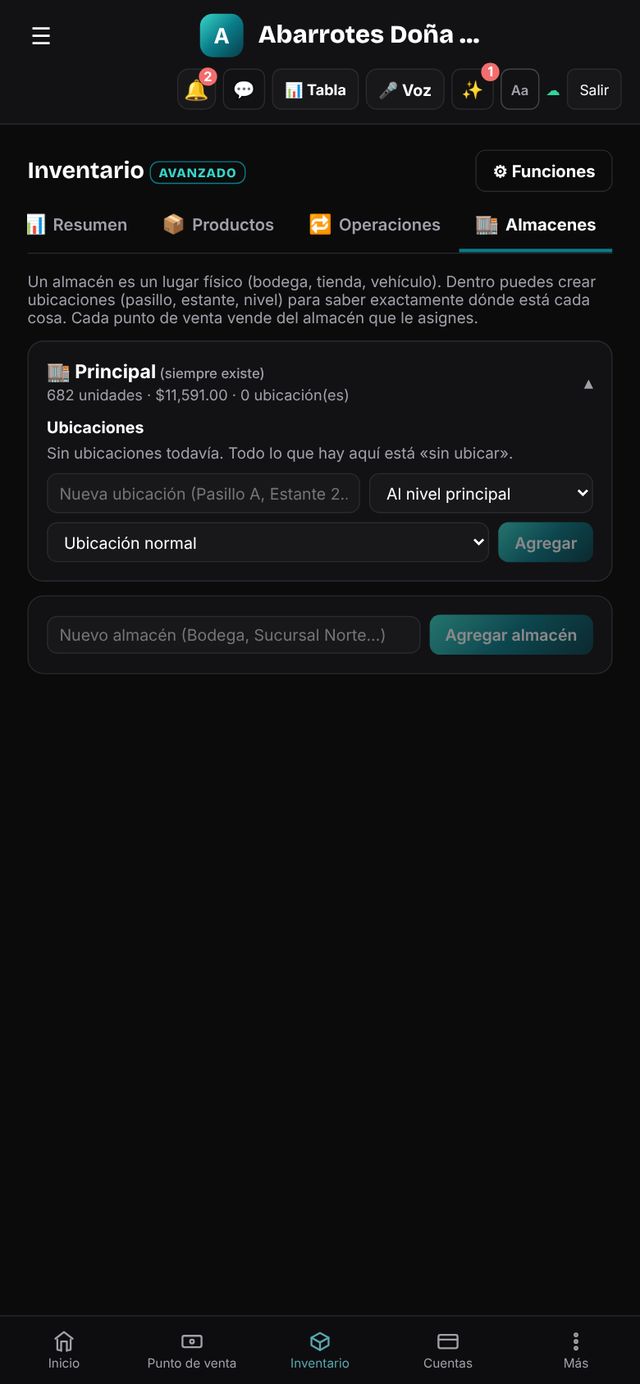 ☰ A Abarrotes Doña ...
🔔 2 💬 📊 Tabla 🎤 Voz ✨ 1 Aa ☁ Salir
Inventario AVANZADO ⚙ Funciones
📊 Resumen 📦 Productos 🔁 Operaciones 🏬 Almacenes
Un almacén es un lugar físico (bodega, tienda, vehículo). Dentro puedes crear
ubicaciones (pasillo, estante, nivel) para saber exactamente dónde está cada
cosa. Cada punto de venta vende del almacén que le asignes.
🏬 Principal (siempre existe)
682 unidades · $11,591.00 · 0 ubicación(es) ▲
Ubicaciones
Sin ubicaciones todavía. Todo lo que hay aquí está «sin ubicar».
Nueva ubicación (Pasillo A, Estante 2.. Al nivel principal
Ubicación normal Agregar
Nuevo almacén (Bodega, Sucursal Norte...) Agregar almacén
Inicio Punto de venta Inventario Cuentas Más